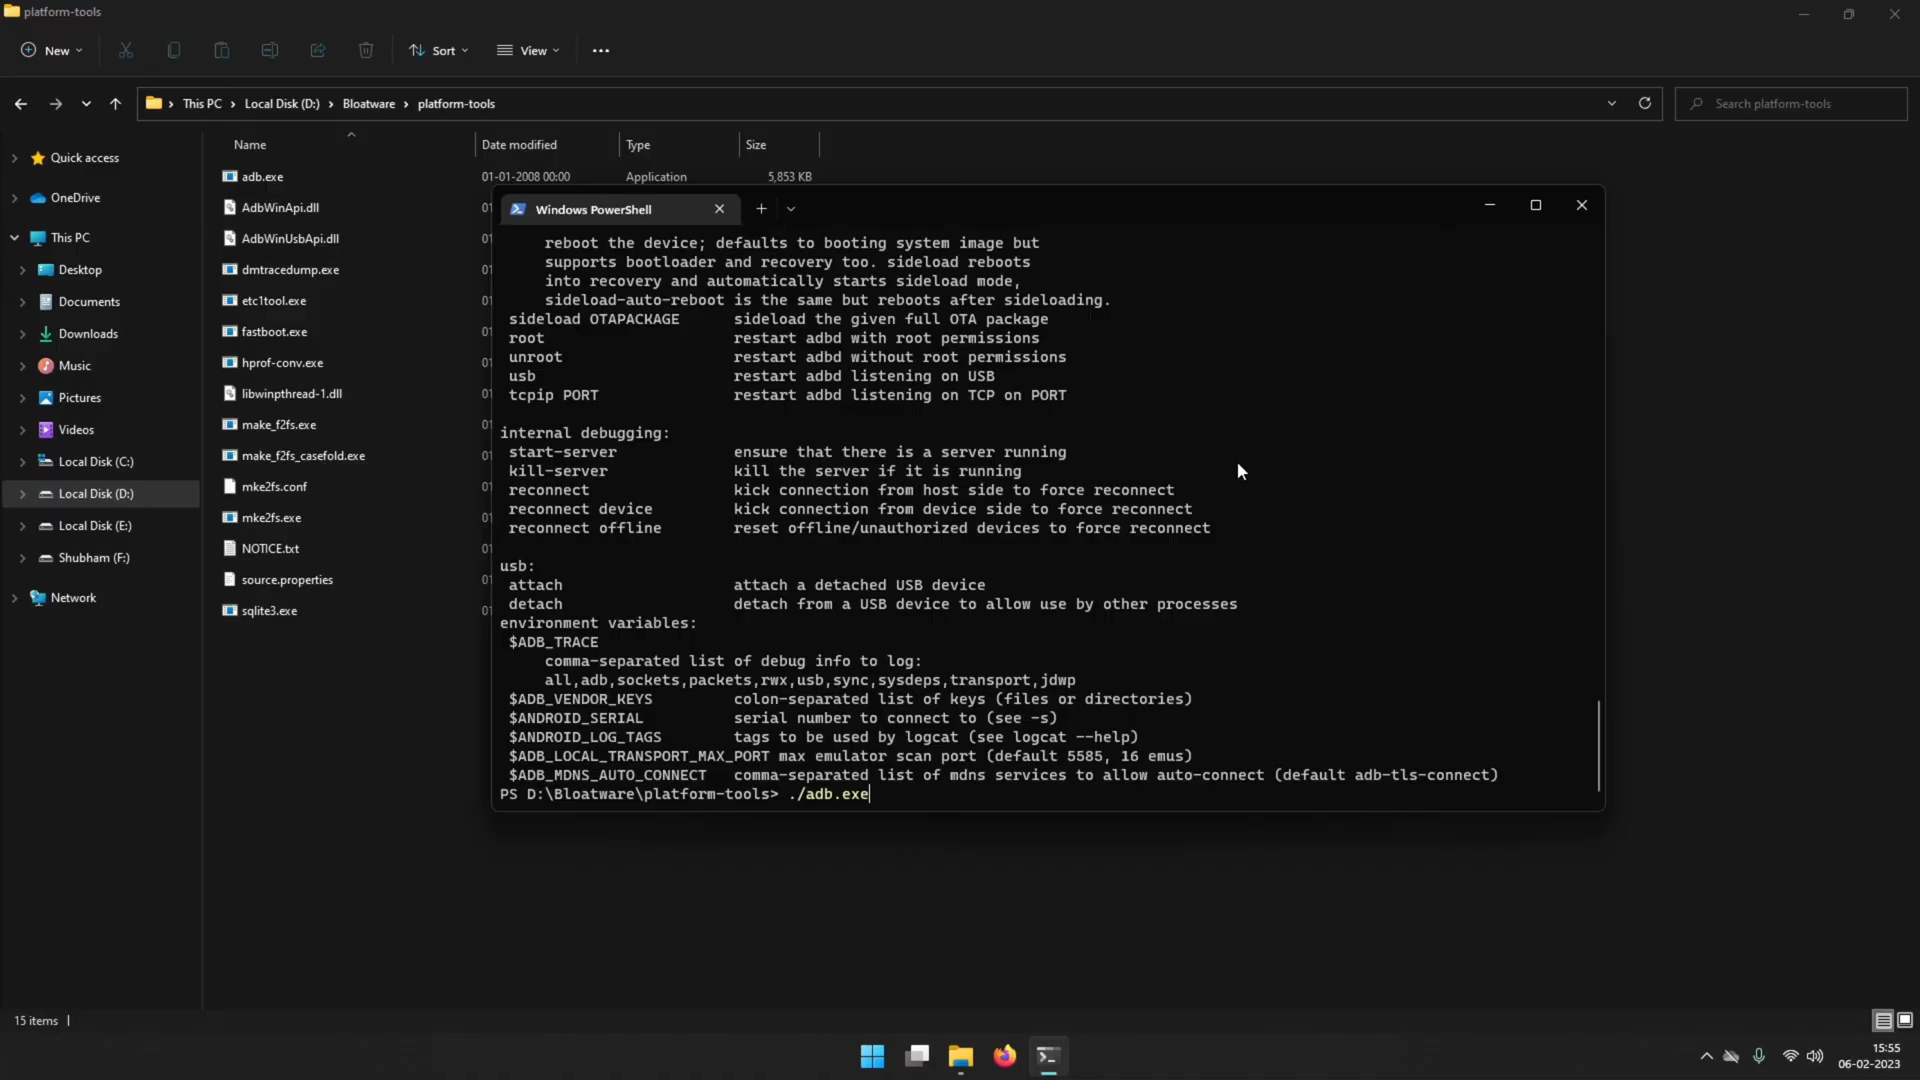 platform-tools
New
Sort
View
This PC
Local Disk (D:)
Bloatware
platform-tools
Search platform-tools
Name
Date modified
Type
Size
Quick access
OneDrive
This PC
Desktop
Documents
Downloads
Music
Pictures
Videos
Local Disk (C:)
Local Disk (D:)
Local Disk (E:)
Shubham (F:)
Network
adb.exe 01-01-2008 00:00 Application 5,853 KB
AdbWinApi.dll 01
AdbWinUsbApi.dll 01
dmtracedump.exe 01
etc1tool.exe 01
fastboot.exe 01
hprof-conv.exe 01
libwinpthread-1.dll 01
make_f2fs.exe 01
make_f2fs_casefold.exe 01
mke2fs.conf 01
mke2fs.exe 01
NOTICE.txt 01
source.properties 01
sqlite3.exe 01
Windows PowerShell
reboot the device; defaults to booting system image but
supports bootloader and recovery too. sideload reboots
into recovery and automatically starts sideload mode,
sideload-auto-reboot is the same but reboots after sideloading.
sideload OTAPACKAGE sideload the given full OTA package
root restart adbd with root permissions
unroot restart adbd without root permissions
usb restart adbd listening on USB
tcpip PORT restart adbd listening on TCP on PORT
internal debugging:
start-server ensure that there is a server running
kill-server kill the server if it is running
reconnect kick connection from host side to force reconnect
reconnect device kick connection from device side to force reconnect
reconnect offline reset offline/unauthorized devices to force reconnect
usb:
attach attach a detached USB device
detach detach from a USB device to allow use by other processes
environment variables:
$ADB_TRACE
comma-separated list of debug info to log:
all,adb,sockets,packets,rwx,usb,sync,sysdeps,transport,jdwp
$ADB_VENDOR_KEYS colon-separated list of keys (files or directories)
$ANDROID_SERIAL serial number to connect to (see -s)
$ANDROID_LOG_TAGS tags to be used by logcat (see logcat --help)
$ADB_LOCAL_TRANSPORT_MAX_PORT max emulator scan port (default 5585, 16 emus)
$ADB_MDNS_AUTO_CONNECT comma-separated list of mdns services to allow auto-connect (default adb-tls-connect)
PS D:\Bloatware\platform-tools> ./adb.exe
15 items
15:55
06-02-2023